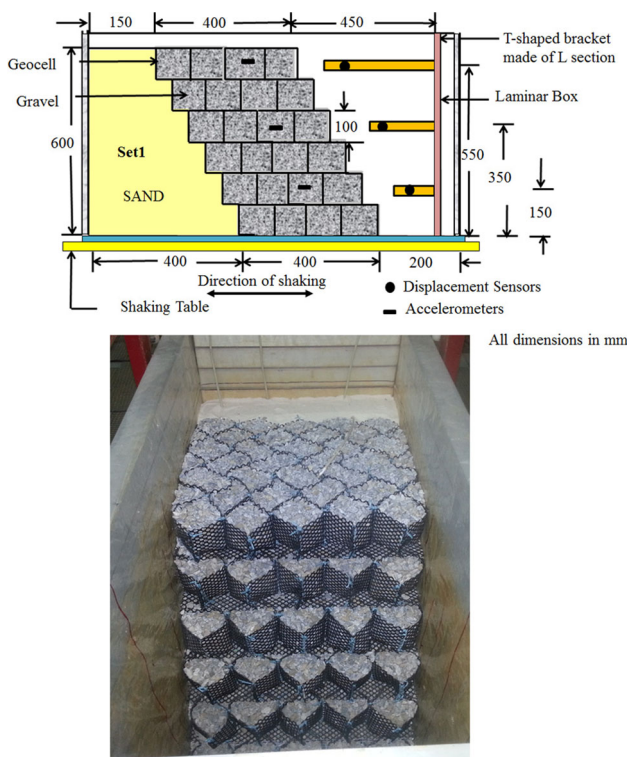 150 400 450
T-shaped bracket
made of L section
Geocell
Gravel
Laminar Box
100
600
Set1
SAND
550
350
150
400 400 200
Direction of shaking
Displacement Sensors
Shaking Table
Accelerometers
All dimensions in mm